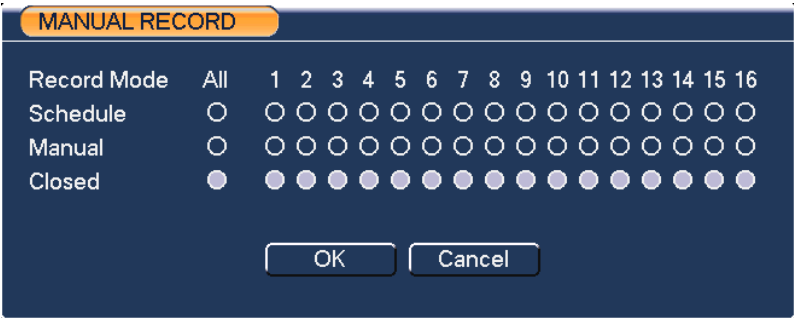 MANUAL RECORD
Record Mode All 1 2 3 4 5 6 7 8 9 10 11 12 13 14 15 16
Schedule
Manual
Closed
OK Cancel